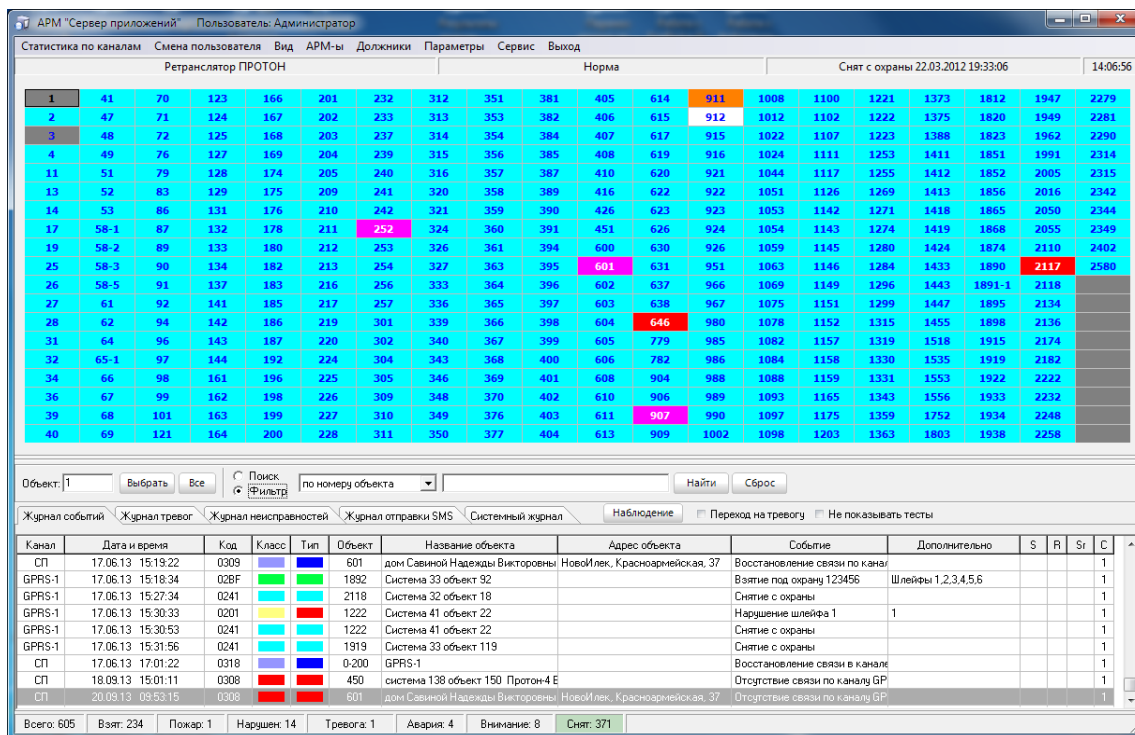 АРМ "Сервер приложений" Пользователь: Администратор
Статистика по каналам Смена пользователя Вид АРМ-ы Должники Параметры Сервис Выход
Ретранслятор ПРОТОН Норма Снят с охраны 22.03.2012 19:33:06 14:06:56
1 41 70 123 166 201 232 312 351 381 405 614 911 1008 1100 1221 1373 1812 1947 2279
2 47 71 124 167 202 233 313 353 382 406 615 912 1012 1102 1222 1375 1820 1949 2281
3 48 72 125 168 203 237 314 354 384 407 617 915 1022 1107 1223 1388 1823 1962 2290
4 49 76 127 169 204 239 315 356 385 408 619 916 1024 1111 1253 1411 1851 1991 2314
11 51 79 128 174 205 240 316 357 387 410 620 921 1044 1117 1255 1412 1852 2005 2315
13 52 83 129 175 209 241 320 358 389 416 622 922 1051 1126 1269 1413 1856 2016 2342
14 53 86 131 176 210 242 321 359 390 426 623 923 1053 1142 1271 1418 1865 2050 2344
17 58-1 87 132 178 211 252 324 360 391 451 626 924 1054 1143 1274 1419 1868 2055 2349
19 58-2 89 133 180 212 253 326 361 394 600 630 926 1059 1145 1280 1424 1874 2110 2402
25 58-3 90 134 182 213 254 327 363 395 601 631 951 1063 1146 1284 1433 1890 2117 2580
26 58-5 91 137 183 216 256 333 364 396 602 637 966 1069 1149 1296 1443 1891-1 2118
27 61 92 141 185 217 257 336 365 397 603 638 967 1075 1151 1299 1447 1895 2134
28 62 94 142 186 219 301 339 366 398 604 646 980 1078 1152 1315 1455 1898 2136
31 64 96 143 187 220 302 340 367 399 605 779 985 1082 1157 1319 1518 1915 2174
32 65-1 97 144 192 224 304 343 368 400 606 782 986 1084 1158 1330 1535 1919 2182
34 66 98 161 196 225 305 346 369 401 608 904 988 1088 1159 1331 1553 1922 2222
36 67 99 162 198 226 309 348 370 402 610 906 989 1093 1165 1343 1556 1933 2232
39 68 101 163 199 227 310 349 376 403 611 907 990 1097 1175 1359 1752 1934 2248
40 69 121 164 200 228 311 350 377 404 613 909 1002 1098 1203 1363 1803 1938 2258
Объект: 1 Выбрать Все Поиск Фильтр по номеру объекта Найти Сброс
Журнал событий Журнал тревог Журнал неисправностей Журнал отправки SMS Системный журнал Наблюдение Переход на тревогу Не показывать тесты
Канал Дата и время Код Класс Тип Объект Название объекта Адрес объекта Событие Дополнительно S R Sr C
СП 17.06.13 15:19:22 0309 601 дом Савиной Надежды Викторовны НовоИлек, Красноармейская, 37 Восстановление связи по канал 1
GPRS-1 17.06.13 15:18:34 02BF 1892 Система 33 объект 92 Взятие под охрану 123456 Шлейфы 1,2,3,4,5,6 1
GPRS-1 17.06.13 15:27:34 0241 2118 Система 32 объект 18 Снятие с охраны 1
GPRS-1 17.06.13 15:30:33 0201 1222 Система 41 объект 22 Нарушение шлейфа 1 1 1
GPRS-1 17.06.13 15:30:53 0241 1222 Система 41 объект 22 Снятие с охраны 1
GPRS-1 17.06.13 15:31:56 0241 1919 Система 33 объект 119 Снятие с охраны 1
СП 17.06.13 17:01:22 0318 0-200 GPRS-1 Восстановление связи в канале 1
СП 18.09.13 15:01:11 0308 450 система 138 объект 150 Протон-4 Е Отсутствие связи по каналу GP 1
СП 20.09.13 09:53:15 0308 601 дом Савиной Надежды Викторовны НовоИлек, Красноармейская, 37 Отсутствие связи по каналу GP 1
Всего: 605 Взят: 234 Пожар: 1 Нарушен: 14 Тревога: 1 Авария: 4 Внимание: 8 Снят: 371